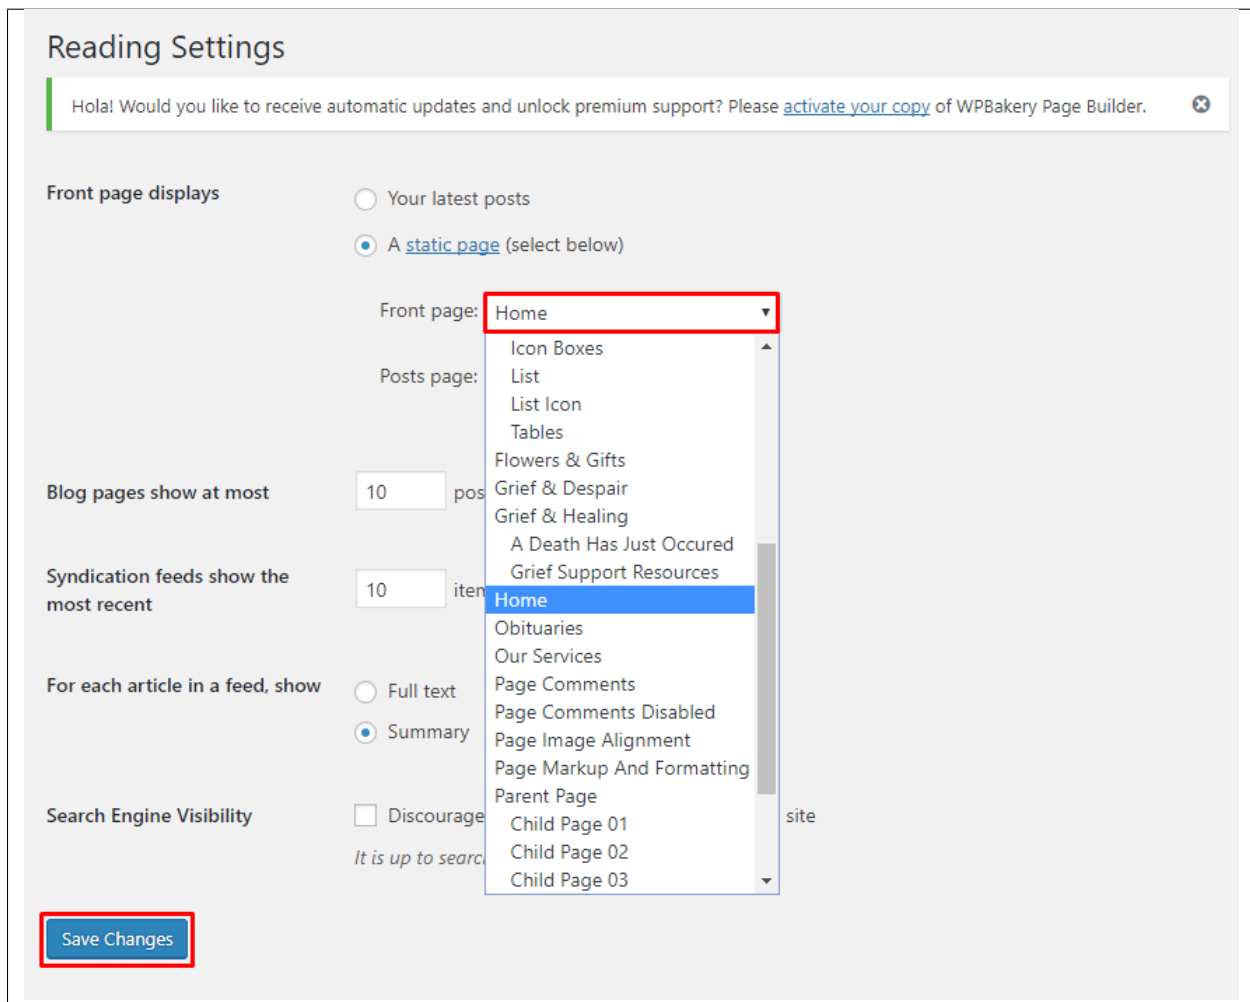 Reading Settings
Hola! Would you like to receive automatic updates and unlock premium support? Please activate your copy of WPBakery Page Builder.
Front page displays
Your latest posts
A static page (select below)
Front page: Home
Icon Boxes
Posts page: List
List Icon
Tables
Flowers & Gifts
Blog pages show at most 10 Grief & Despair
Grief & Healing
A Death Has Just Occured
Syndication feeds show the
most recent
10 Grief Support Resources
Home
Obituaries
Our Services
For each article in a feed, show
Full text
Page Comments
Page Comments Disabled
Summary
Page Image Alignment
Page Markup And Formatting
Parent Page
Search Engine Visibility
Discourage site
Child Page 01
It is up to Child Page 02
Child Page 03
Save Changes